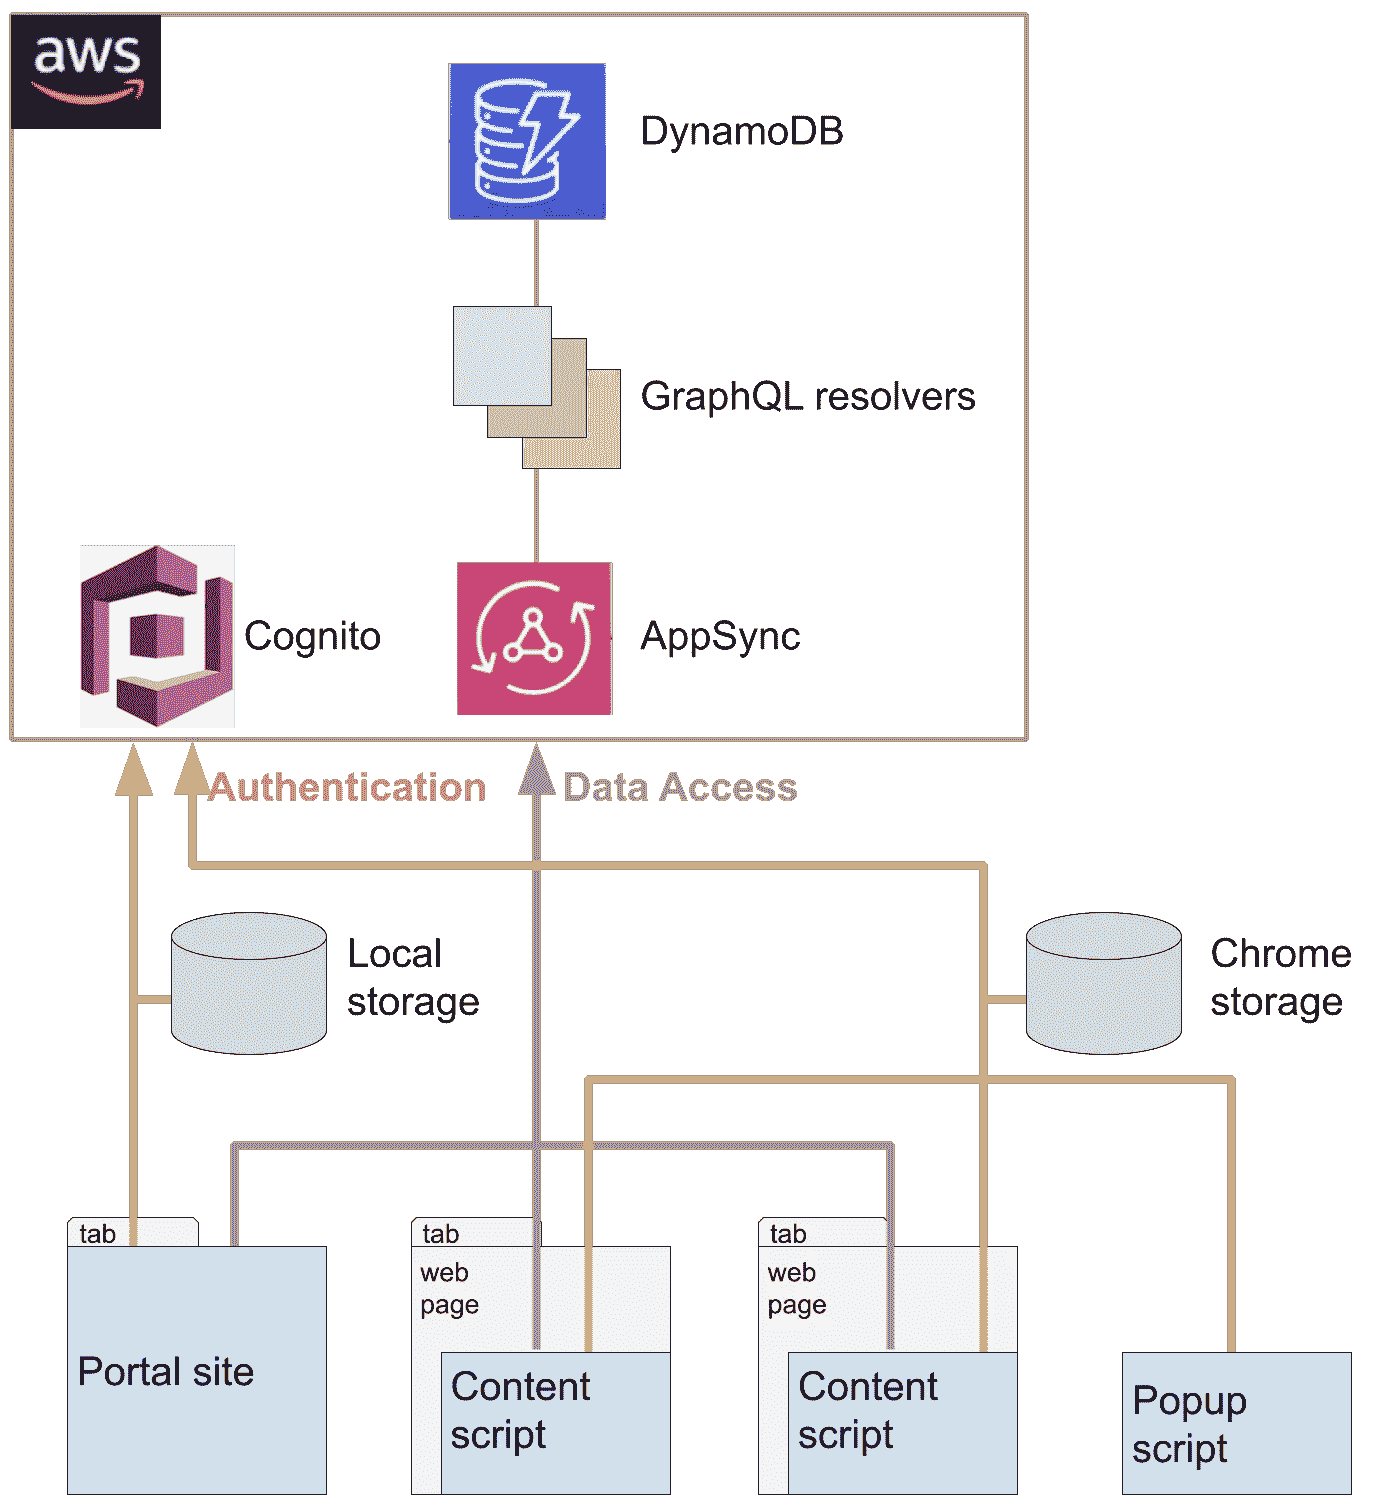 aws
DynamoDB
GraphQL resolvers
Cognito
AppSync
Authentication
Data Access
Local
storage
Chrome
storage
tab
Portal site
tab
web
page
Content
script
tab
web
page
Content
script
Popup
script